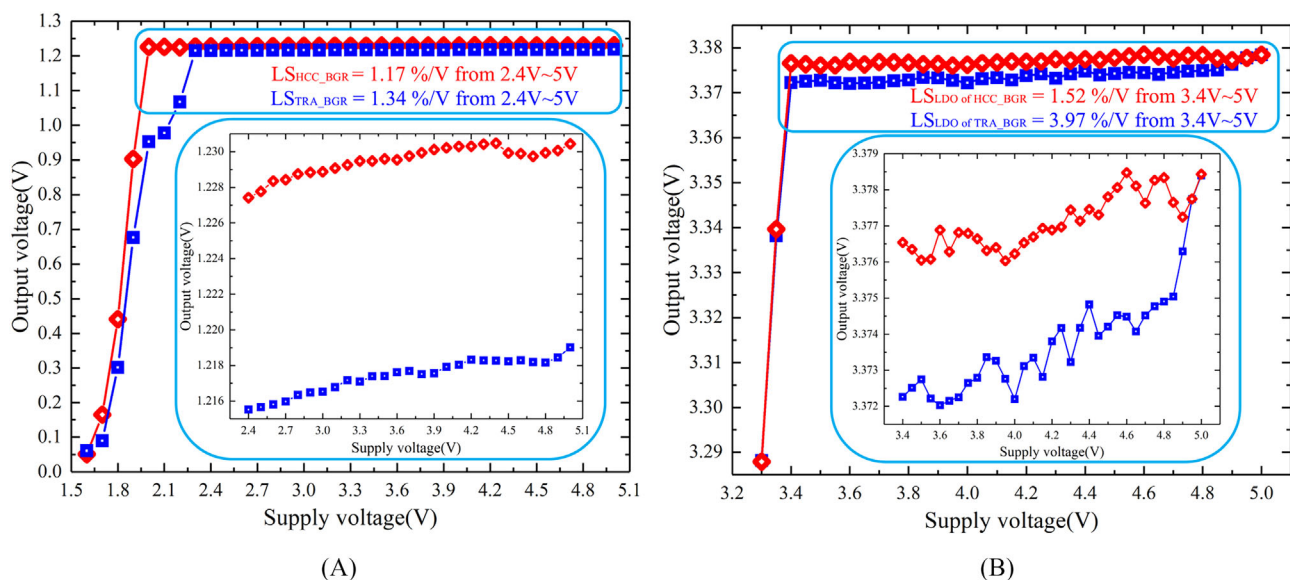 (A)
Output voltage(V)
1.3
1.2
1.1
1.0
0.9
0.8
0.7
0.6
0.5
0.4
0.3
0.2
0.1
0.0
LSHCC_BGR = 1.17 %/V from 2.4V~5V
LSTRA_BGR = 1.34 %/V from 2.4V~5V
Output voltage(V)
1.230
1.228
1.226
1.224
1.222
1.220
1.218
1.216
2.4 2.7 3.0 3.3 3.6 3.9 4.2 4.5 4.8 5.1
Supply voltage(V)
1.5 1.8 2.1 2.4 2.7 3.0 3.3 3.6 3.9 4.2 4.5 4.8 5.1
Supply voltage(V)
(A)
(B)
Output voltage(V)
3.38
3.37
3.36
3.35
3.34
3.33
3.32
3.31
3.30
3.29
LSLDO of HCC_BGR = 1.52 %/V from 3.4V~5V
LSLDO of TRA_BGR = 3.97 %/V from 3.4V~5V
Output voltage(V)
3.379
3.378
3.377
3.376
3.375
3.374
3.373
3.372
3.4 3.6 3.8 4.0 4.2 4.4 4.6 4.8 5.0
Supply voltage(V)
3.2 3.4 3.6 3.8 4.0 4.2 4.4 4.6 4.8 5.0
Supply voltage(V)
(B)